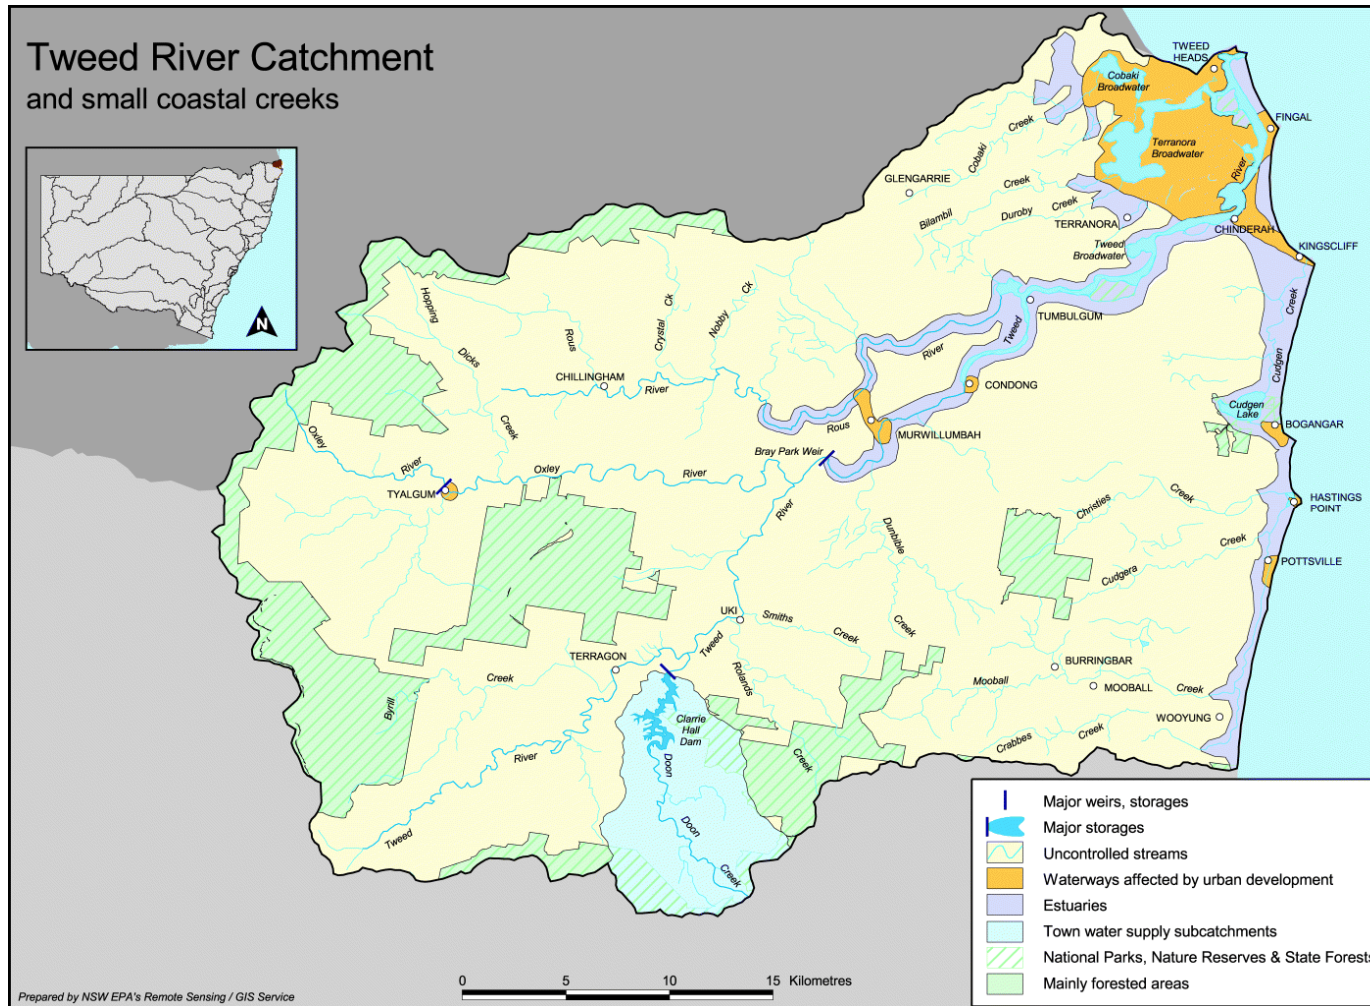 Tweed River Catchment
and small coastal creeks
N
TWEED
HEADS
Cobaki
Broadwater
FINGAL
Terranora
Broadwater
River
Creek
Cobaki
GLENGARRIE
Creek
Bilambil
Creek
Duroby
TERRANORA
CHINDERAH
KINGSCLIFF
Tweed
Broadwater
Hopping
Dicks
Creek
Rous
Crystal
Ck
Nobby
Ck
TUMBULGUM
Tweed
River
Creek
Cudgen
CHILLINGHAM
River
CONDONG
Cudgen
Lake
BOGANGAR
Rous
MURWILLUMBAH
Bray Park Weir
Oxley
River
Oxley
River
TYALGUM
River
HASTINGS
POINT
Christies
Creek
Creek
Cudgera
Dunbible
Creek
POTTSVILLE
UKI
Smiths
Creek
Tweed
Rolands
Creek
TERRAGON
Creek
Byrill
BURRINGBAR
Mooball
MOOBALL
Creek
WOOYUNG
Crabbes
Creek
Clarrie
Hall
Dam
River
Tweed
Doon
Doon
Creek
Major weirs, storages
Major storages
Uncontrolled streams
Waterways affected by urban development
Estuaries
Town water supply subcatchments
National Parks, Nature Reserves & State Forests
Mainly forested areas
0 5 10 15 Kilometres
Prepared by NSW EPA's Remote Sensing / GIS Service